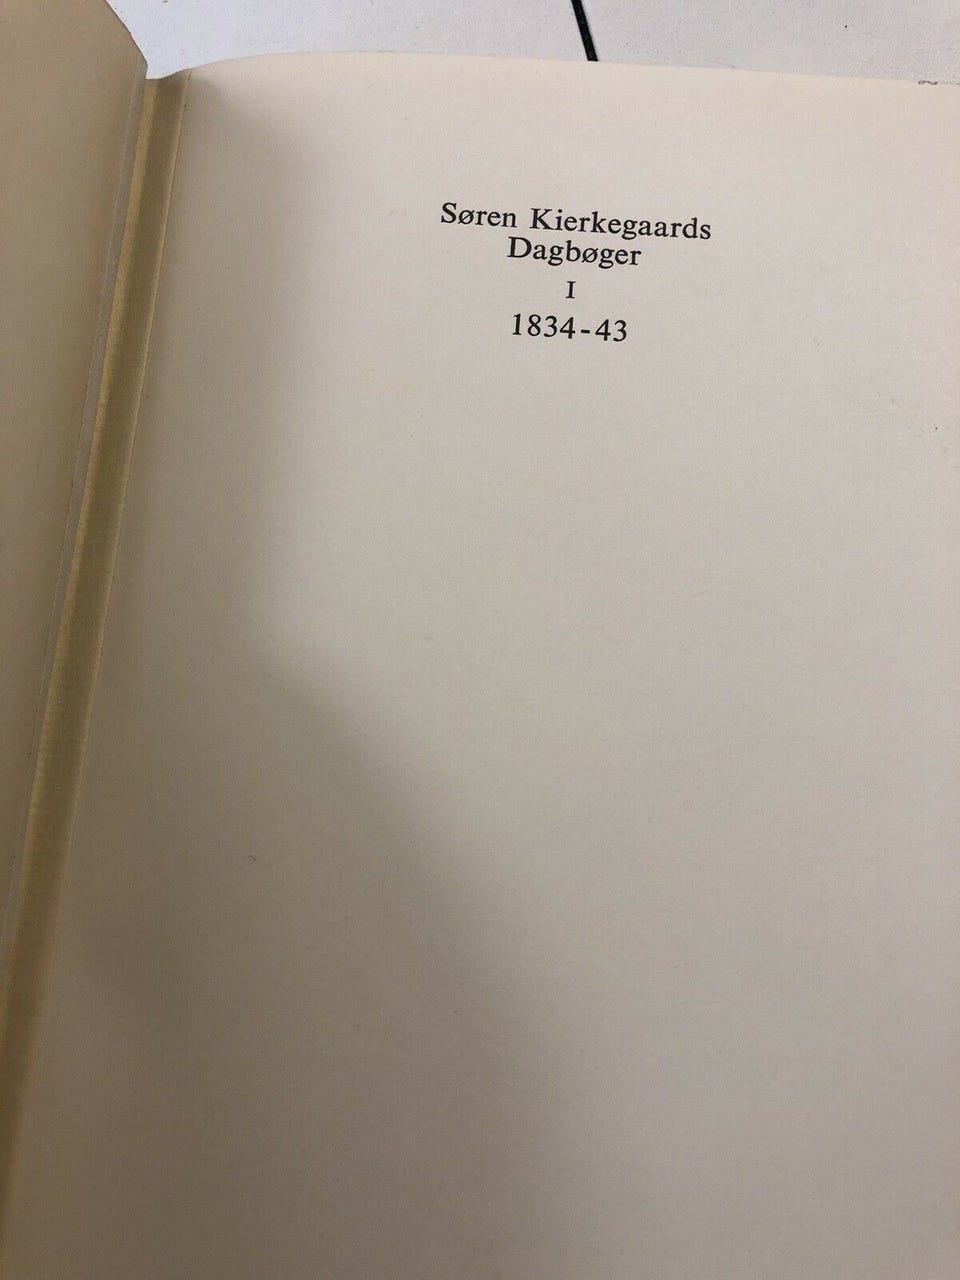 Søren Kierkegaards
Dagbøger
I
1834-43